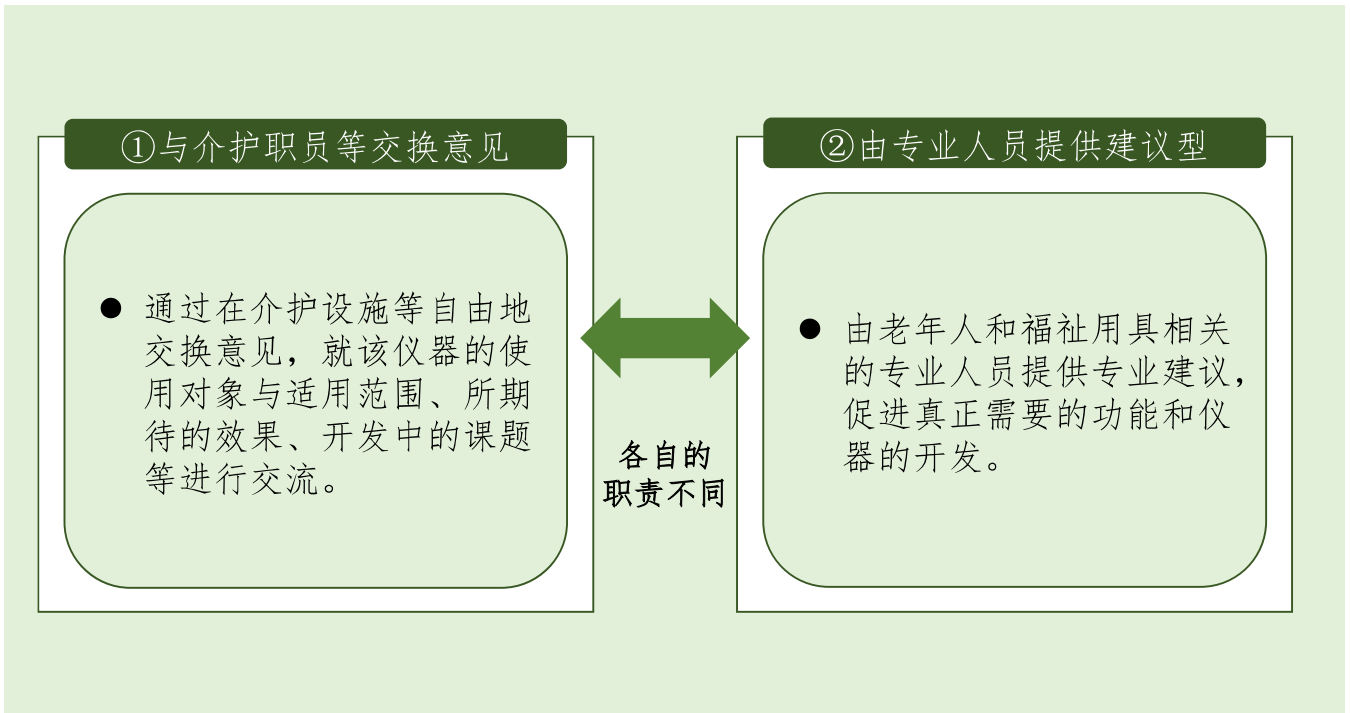 ①与介护职员等交换意见
● 通过在介护设施等自由地
交换意见，就该仪器的使
用对象与适用范围、所期
待的效果、开发中的课题
等进行交流。
各自的
职责不同
②由专业人员提供建议型
● 由老年人和福祉用具相关
的专业人员提供专业建议，
促进真正需要的功能和仪
器的开发。